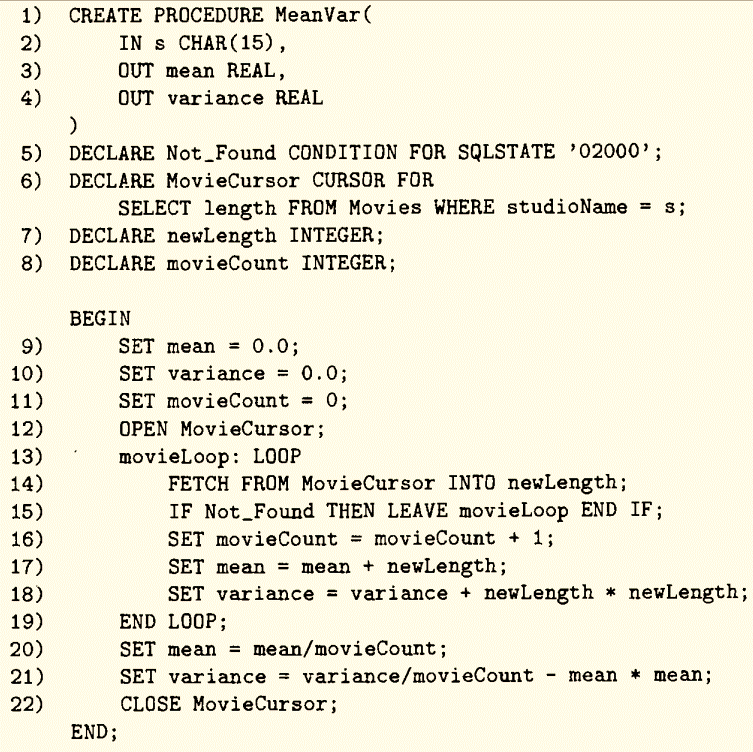 1) CREATE PROCEDURE MeanVar(
2)     IN s CHAR(15),
3)     OUT mean REAL,
4)     OUT variance REAL
   )
5) DECLARE Not_Found CONDITION FOR SQLSTATE '02000';
6) DECLARE MovieCursor CURSOR FOR
       SELECT length FROM Movies WHERE studioName = s;
7) DECLARE newLength INTEGER;
8) DECLARE movieCount INTEGER;

   BEGIN
9)     SET mean = 0.0;
10)     SET variance = 0.0;
11)     SET movieCount = 0;
12)     OPEN MovieCursor;
13)     movieLoop: LOOP
14)         FETCH FROM MovieCursor INTO newLength;
15)         IF Not_Found THEN LEAVE movieLoop END IF;
16)         SET movieCount = movieCount + 1;
17)         SET mean = mean + newLength;
18)         SET variance = variance + newLength * newLength;
19)     END LOOP;
20)     SET mean = mean/movieCount;
21)     SET variance = variance/movieCount - mean * mean;
22)     CLOSE MovieCursor;
   END;